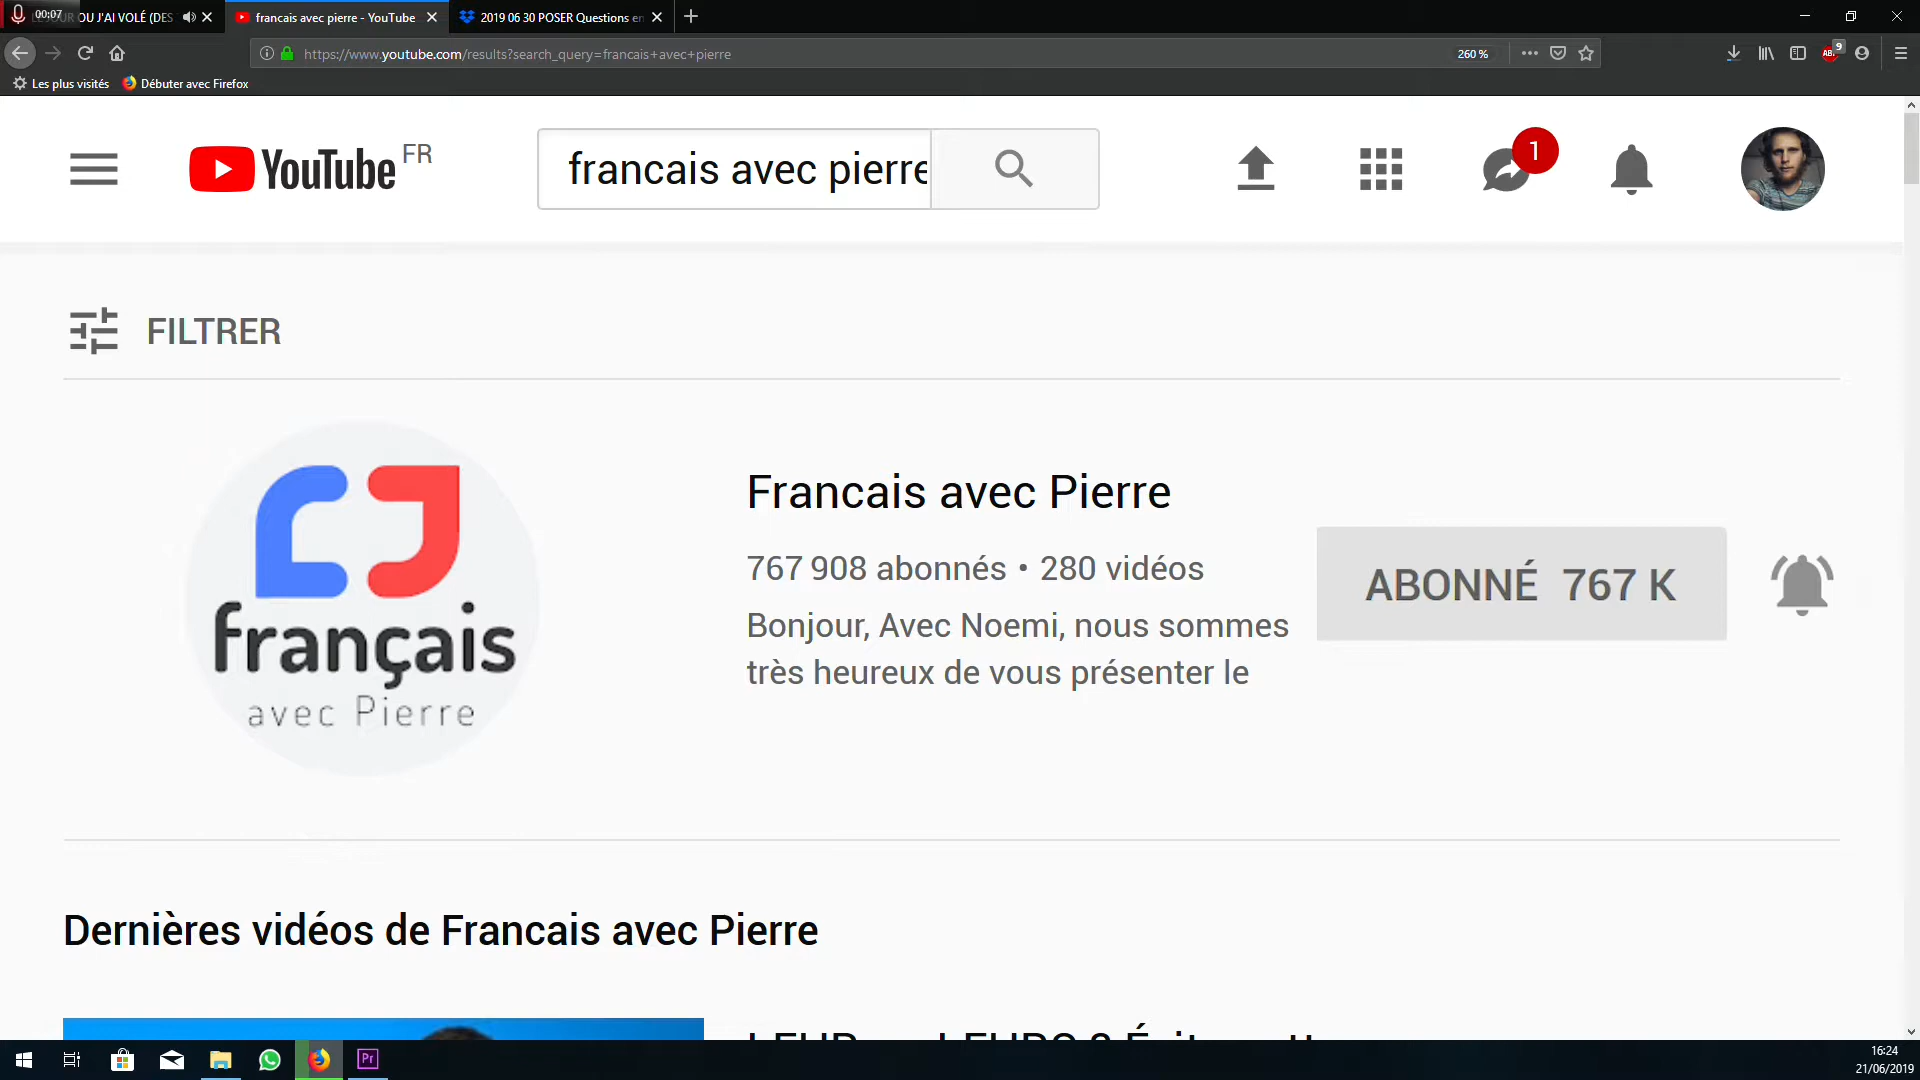 00:07
OU J'AI VOLÉ (DES
francais avec pierre - YouTube
2019 06 30 POSER Questions en
https://www.youtube.com/results?search_query=francais+avec+pierre
260 %
9
Les plus visités
Débuter avec Firefox
YouTube FR
francais avec pierre
1
FILTRER
français
avec Pierre
Francais avec Pierre
767 908 abonnés • 280 vidéos
Bonjour, Avec Noemi, nous sommes
très heureux de vous présenter le
ABONNÉ 767 K
Dernières vidéos de Francais avec Pierre
Pr
16:24
21/06/2019